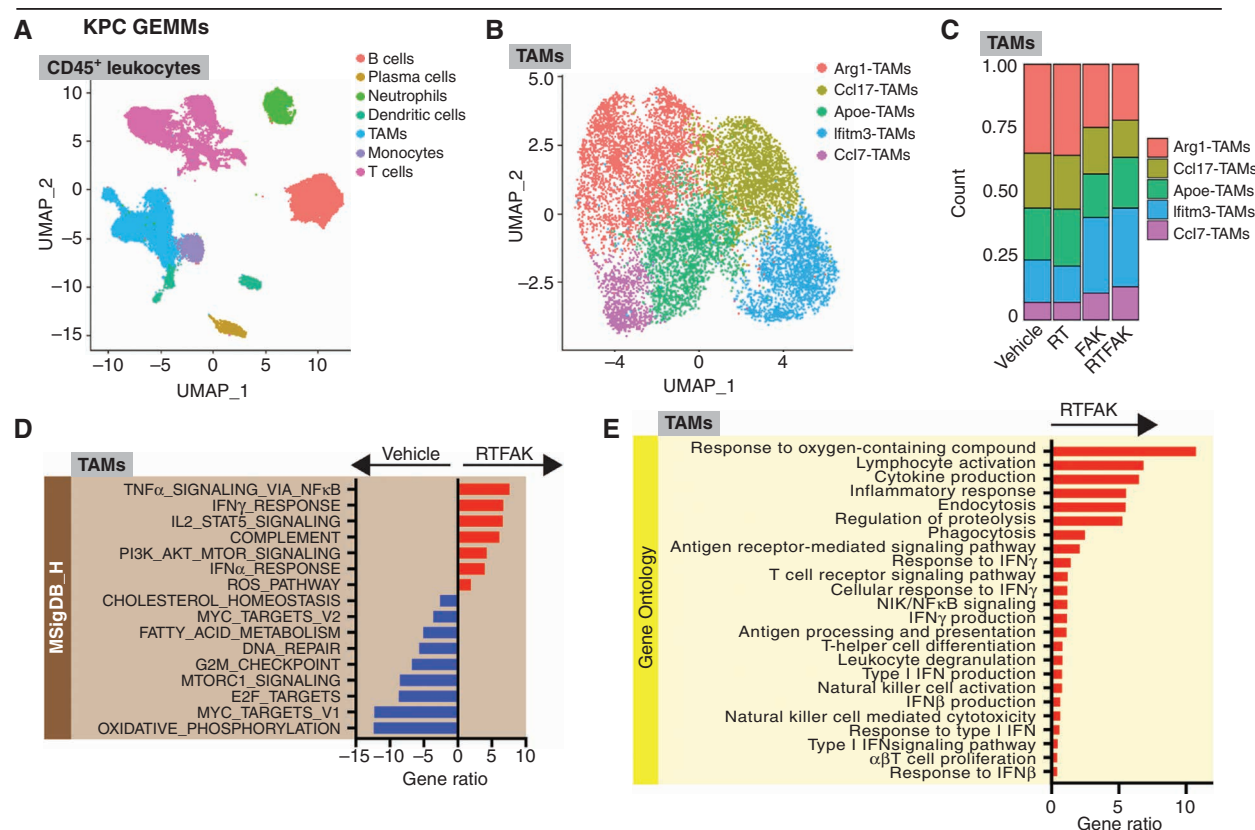 A
KPC GEMMs
CD45⁺ leukocytes
B cells
Plasma cells
Neutrophils
Dendritic cells
TAMs
Monocytes
T cells
10
5
0
−5
−10
−15
UMAP_2
−10 −5 0 5 10
UMAP_1
B
TAMs
Arg1-TAMs
Ccl17-TAMs
Apoe-TAMs
Ifitm3-TAMs
Ccl7-TAMs
5.0
2.5
0
−2.5
UMAP_2
−4 0 4
UMAP_1
C
TAMs
1.00
0.75
0.50
0.25
0
Count
Vehicle
RT
FAK
RTFAK
Arg1-TAMs
Ccl17-TAMs
Apoe-TAMs
Ifitm3-TAMs
Ccl7-TAMs
D
TAMs
Vehicle
RTFAK
MSigDB_H
TNFα_SIGNALING_VIA_NFκB
IFNγ_RESPONSE
IL2_STAT5_SIGNALING
COMPLEMENT
PI3K_AKT_MTOR_SIGNALING
IFNα_RESPONSE
ROS_PATHWAY
CHOLESTEROL_HOMEOSTASIS
MYC_TARGETS_V2
FATTY_ACID_METABOLISM
DNA_REPAIR
G2M_CHECKPOINT
MTORC1_SIGNALING
E2F_TARGETS
MYC_TARGETS_V1
OXIDATIVE_PHOSPHORYLATION
−15 −10 −5 0 5 10
Gene ratio
E
TAMs
RTFAK
Gene Ontology
Response to oxygen-containing compound
Lymphocyte activation
Cytokine production
Inflammatory response
Endocytosis
Regulation of proteolysis
Phagocytosis
Antigen receptor-mediated signaling pathway
Response to IFNγ
T cell receptor signaling pathway
Cellular response to IFNγ
NIK/NFκB signaling
IFNγ production
Antigen processing and presentation
T-helper cell differentiation
Leukocyte degranulation
Type I IFN production
Natural killer cell activation
IFNβ production
Natural killer cell mediated cytotoxicity
Response to type I IFN
Type I IFNsignaling pathway
αβT cell proliferation
Response to IFNβ
0 5 10
Gene ratio